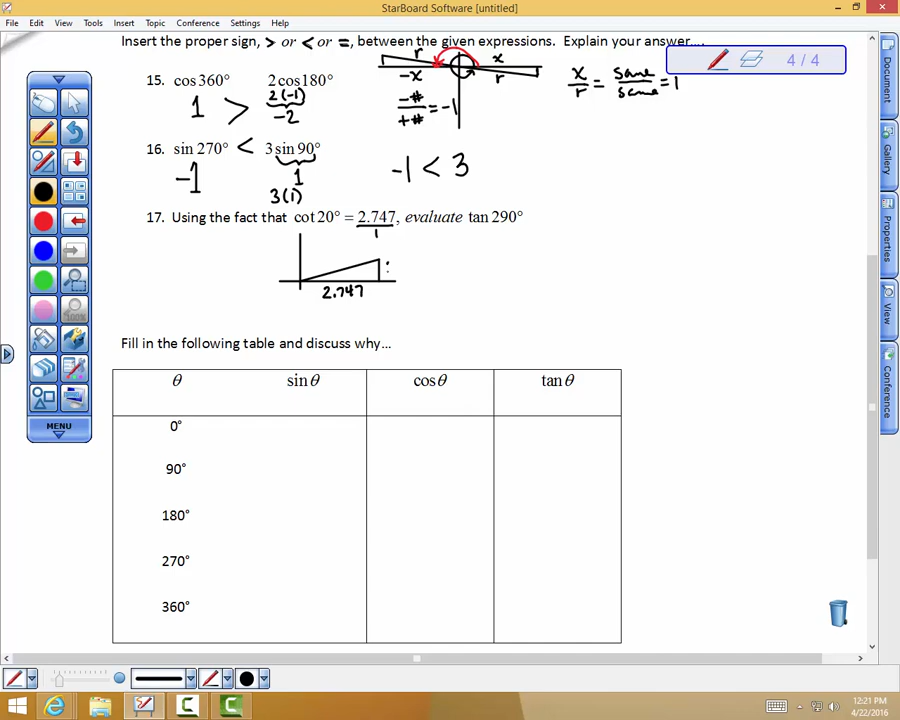 StarBoard Software [untitled]
File Edit View Tools Insert Topic Conference Settings Help
Insert the proper sign, > or < or =, between the given expressions. Explain your answer....
4 / 4
15. cos 360° 2 cos 180°
1 > 2(-1)
-2
r x
-x r
-#
+# = -1
x/r = same/same = 1
16. sin 270° < 3 sin 90°
-1 1
3(1)
-1 < 3
17. Using the fact that cot 20° = 2.747, evaluate tan 290°
1
2.747
Fill in the following table and discuss why...
θ sin θ cos θ tan θ
0°
90°
180°
270°
360°
MENU
Document
Gallery
Properties
View
Conference
12:21 PM
4/22/2016